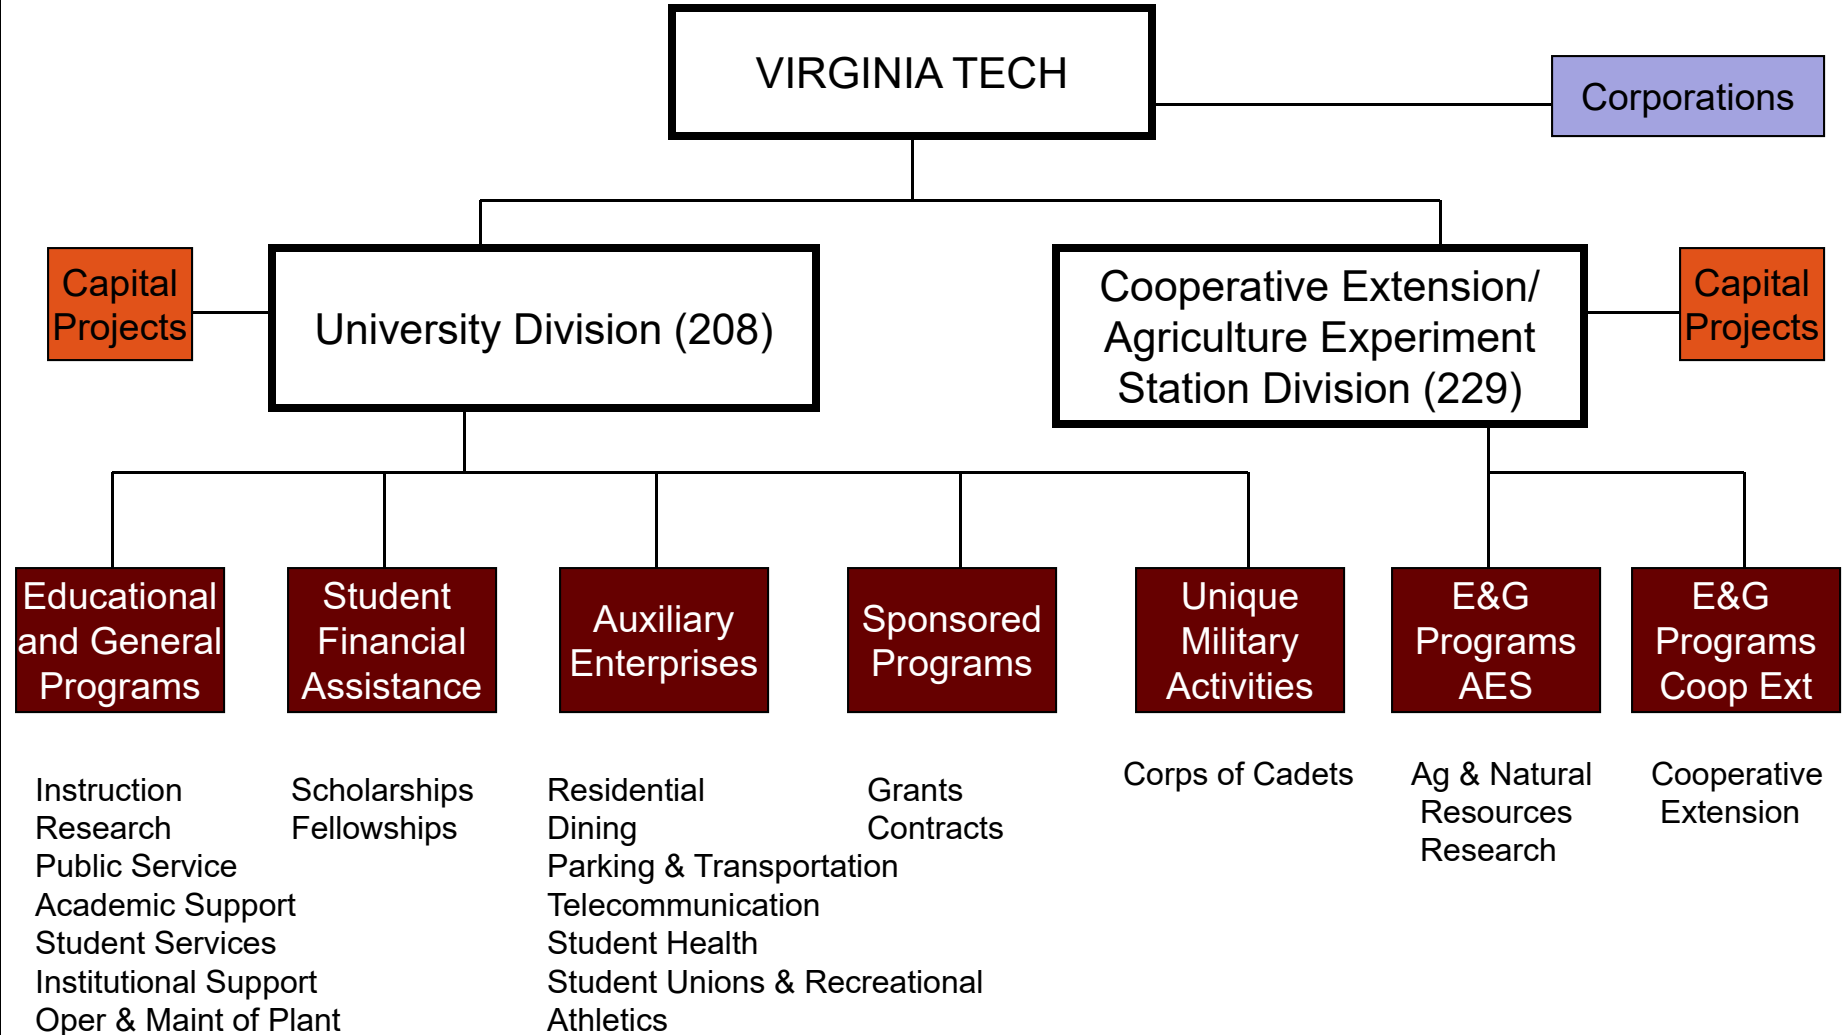 VIRGINIA TECH
Corporations
Capital
Projects
University Division (208)
Cooperative Extension/
Agriculture Experiment
Station Division (229)
Capital
Projects
Educational
and General
Programs
Student
Financial
Assistance
Auxiliary
Enterprises
Sponsored
Programs
Unique
Military
Activities
E&G
Programs
AES
E&G
Programs
Coop Ext
Instruction
Research
Public Service
Academic Support
Student Services
Institutional Support
Oper & Maint of Plant
Scholarships
Fellowships
Residential
Dining
Parking & Transportation
Telecommunication
Student Health
Student Unions & Recreational
Athletics
Grants
Contracts
Corps of Cadets
Ag & Natural
Resources
Research
Cooperative
Extension